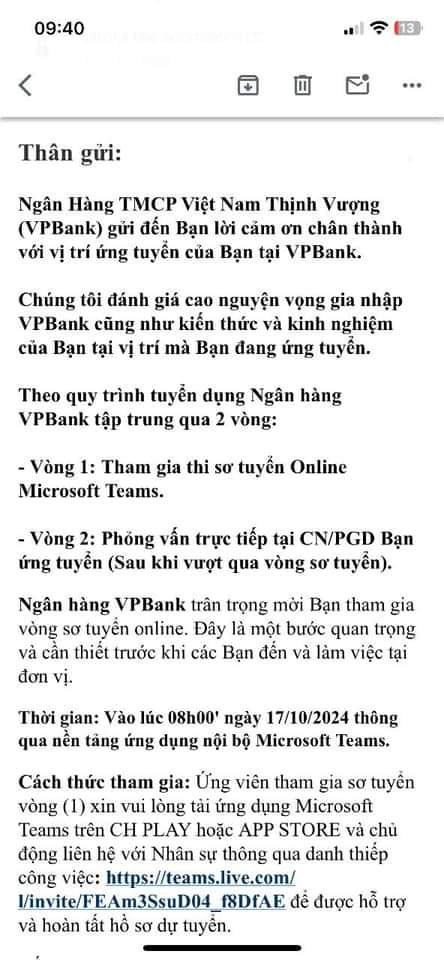 09:40
13
Thân gửi:
Ngân Hàng TMCP Việt Nam Thịnh Vượng
(VPBank) gửi đến Bạn lời cảm ơn chân thành
với vị trí ứng tuyển của Bạn tại VPBank.
Chúng tôi đánh giá cao nguyện vọng gia nhập
VPBank cũng như kiến thức và kinh nghiệm
của Bạn tại vị trí mà Bạn đang ứng tuyển.
Theo quy trình tuyển dụng Ngân hàng
VPBank tập trung qua 2 vòng:
- Vòng 1: Tham gia thi sơ tuyển Online
Microsoft Teams.
- Vòng 2: Phỏng vấn trực tiếp tại CN/PGD Bạn
ứng tuyển (Sau khi vượt qua vòng sơ tuyển).
Ngân hàng VPBank trân trọng mời Bạn tham gia
vòng sơ tuyển online. Đây là một bước quan trọng
và cần thiết trước khi các Bạn đến và làm việc tại
đơn vị.
Thời gian: Vào lúc 08h00' ngày 17/10/2024 thông
qua nền tảng ứng dụng nội bộ Microsoft Teams.
Cách thức tham gia: Ứng viên tham gia sơ tuyển
vòng (1) xin vui lòng tải ứng dụng Microsoft
Teams trên CH PLAY hoặc APP STORE và chủ
động liên hệ với Nhân sự thông qua danh thiếp
công việc: https://teams.live.com/
l/invite/FEAm3SsuD04_f8DfAE để được hỗ trợ
và hoàn tất hồ sơ dự tuyển.